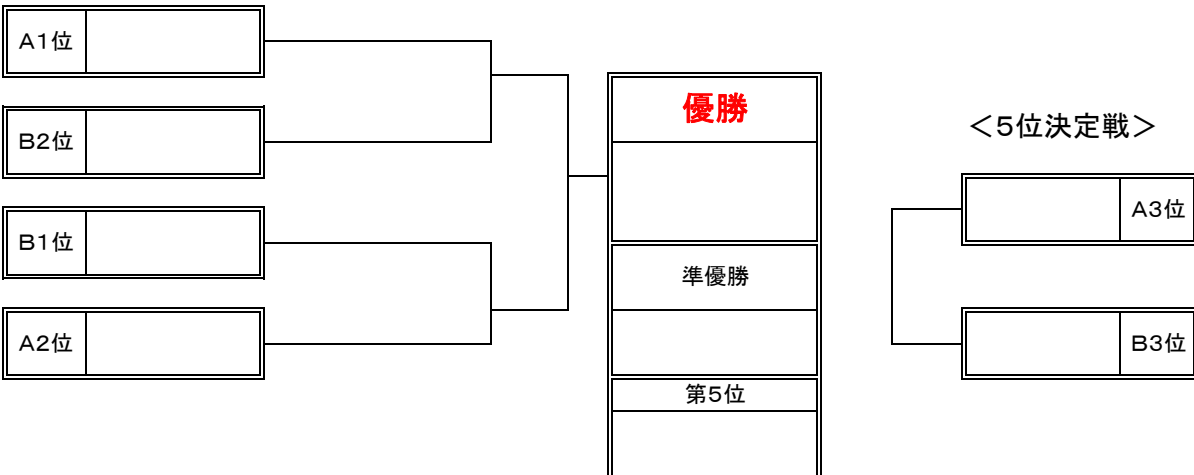 A1位
B2位
B1位
A2位
優勝
準優勝
第5位
＜5位決定戦＞
A3位
B3位